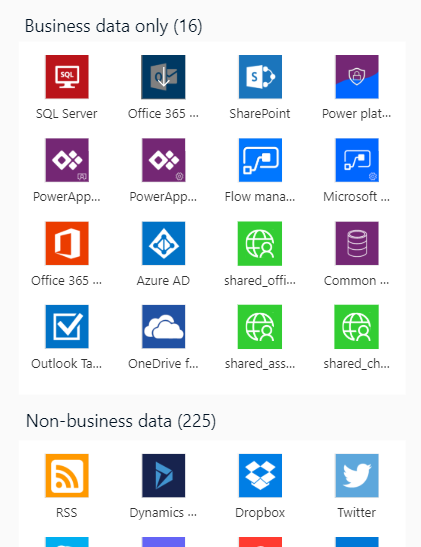 Business data only (16)
SQL
SQL Server
Office 365 ...
S
SharePoint
Power plat...
PowerApp...
PowerApp...
Flow mana...
Microsoft ...
Office 365 ...
Azure AD
shared_offi...
Common ...
Outlook Ta...
OneDrive f...
shared_ass...
shared_ch...
Non-business data (225)
RSS
Dynamics ...
Dropbox
Twitter